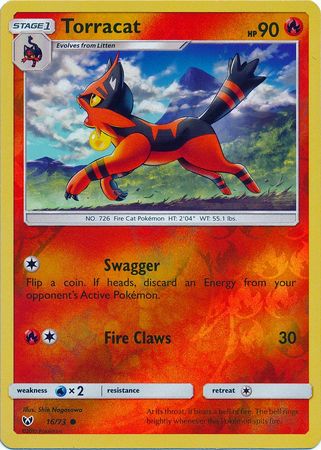 STAGE 1
Torracat
HP 90
Evolves from Litten
NO. 726 Fire Cat Pokémon HT: 2'04" WT: 55.1 lbs.
Swagger
Flip a coin. If heads, discard an Energy from
your opponent's Active Pokémon.
Fire Claws 30
weakness ×2 resistance retreat
Illus. Shin Nagasawa
16/73
©2017 Pokémon
At its throat, it bears a bell of fire. The bell rings
brightly whenever this Pokémon spits fire.